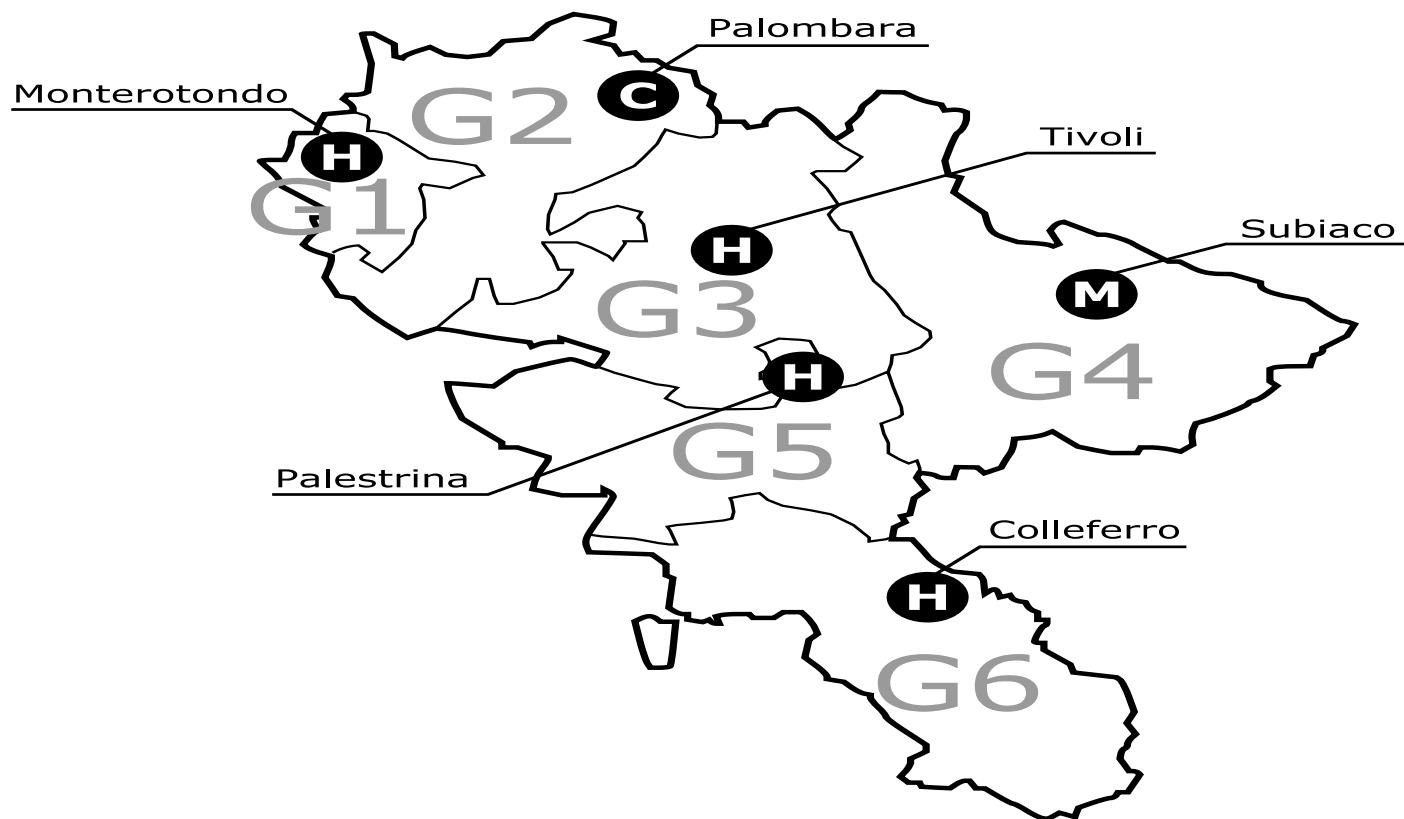 Palombara
Monterotondo
C
G2
Tivoli
H
G1
Subiaco
H
M
G3
G4
H
G5
Palestrina
Colleferro
H
G6